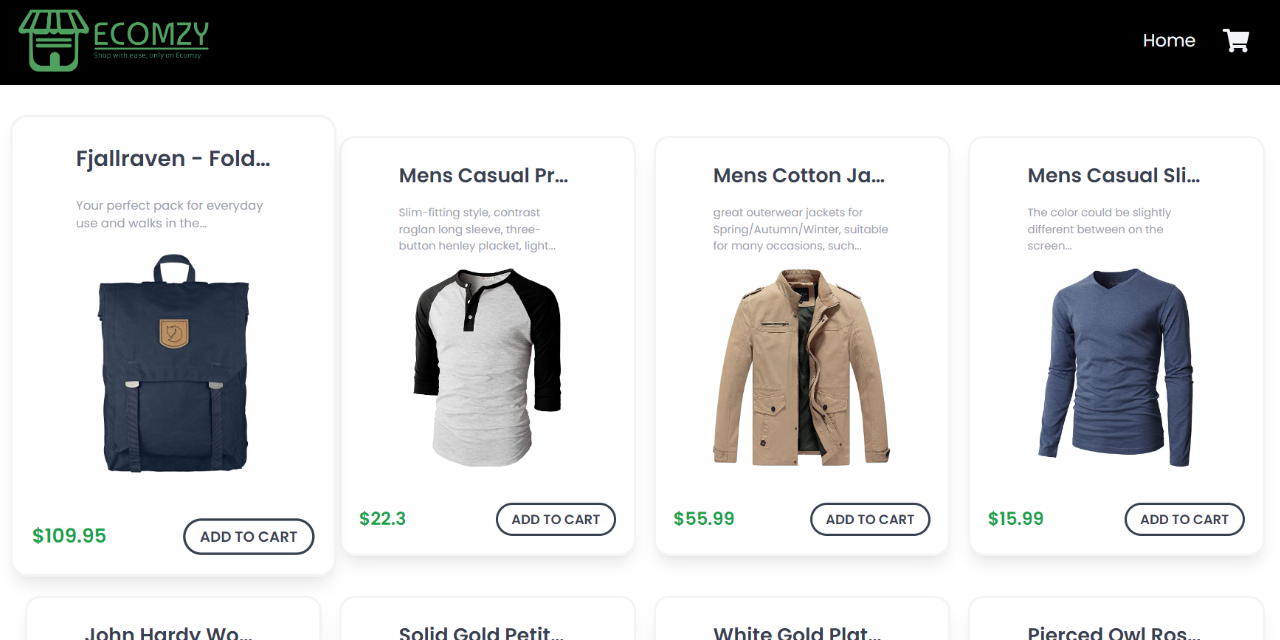 ECOMZY
Shop with ease, only on Ecomzy
Home
Fjallraven - Fold...
Your perfect pack for everyday
use and walks in the...
$109.95
ADD TO CART
Mens Casual Pr...
Slim-fitting style, contrast
raglan long sleeve, three-
button henley placket, light...
$22.3
ADD TO CART
Mens Cotton Ja...
great outerwear jackets for
Spring/Autumn/Winter, suitable
for many occasions, such...
$55.99
ADD TO CART
Mens Casual Sli...
The color could be slightly
different between on the
screen...
$15.99
ADD TO CART
John Hardy Wo...
Solid Gold Petit...
White Gold Plat...
Pierced Owl Ros...